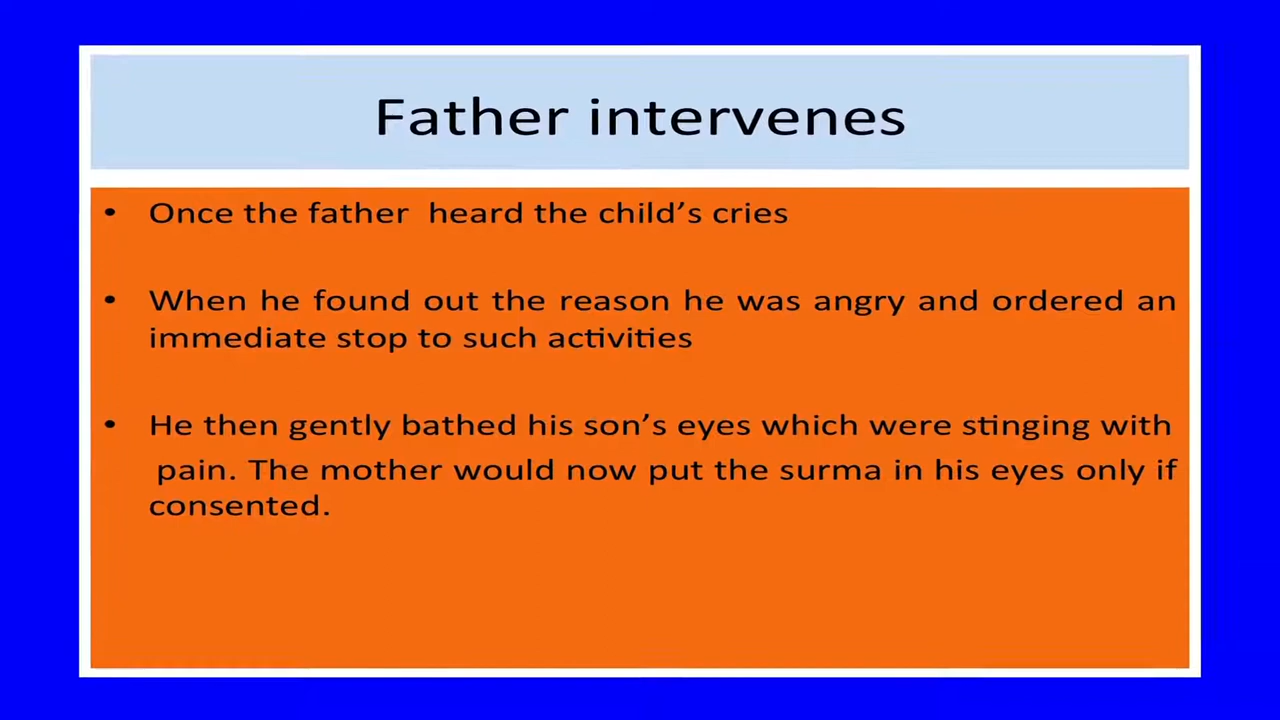 Father intervenes
• Once the father heard the child’s cries
• When he found out the reason he was angry and ordered an
immediate stop to such activities
• He then gently bathed his son’s eyes which were stinging with
pain. The mother would now put the surma in his eyes only if
consented.